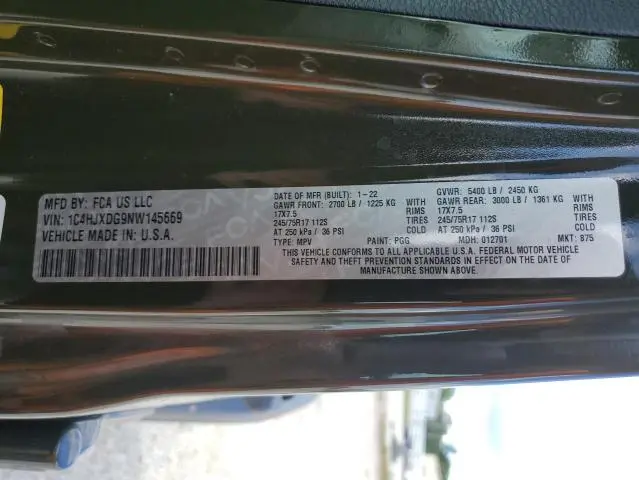 MFD BY: FCA US LLC
VIN: 1C4HJXDG9NW145669
VEHICLE MADE IN: U.S.A.
DATE OF MFR (BUILT): 1-22
GAWR FRONT: 2700 LB / 1225 KG WITH
17X7.5 RIMS
245/75R17 112S TIRES
AT 250 kPa / 36 PSI COLD
TYPE: MPV
GVWR: 5400 LB / 2450 KG
GAWR REAR: 3000 LB / 1361 KG WITH
17X7.5 RIMS
245/75R17 112S TIRES
AT 250 kPa / 36 PSI COLD
PAINT: PGG MDH: 012701 MKT: 875
THIS VEHICLE CONFORMS TO ALL APPLICABLE U.S.A. FEDERAL MOTOR VEHICLE
SAFETY AND THEFT PREVENTION STANDARDS IN EFFECT ON THE DATE OF
MANUFACTURE SHOWN ABOVE.